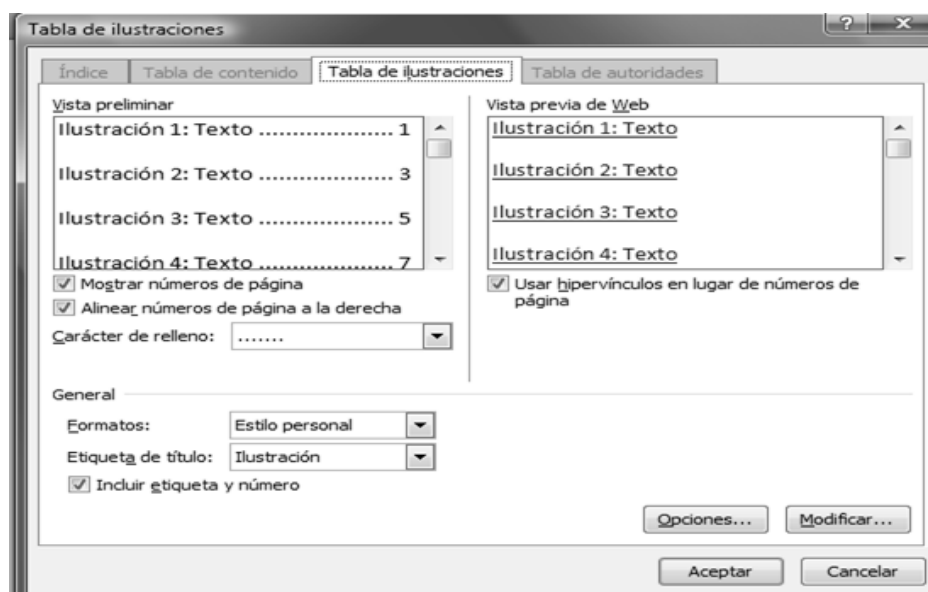 Tabla de ilustraciones
Índice
Tabla de contenido
Tabla de ilustraciones
Tabla de autoridades
Vista preliminar
Ilustración 1: Texto .................... 1
Ilustración 2: Texto .................... 3
Ilustración 3: Texto .................... 5
Ilustración 4: Texto .................... 7
Mostrar números de página
Alinear números de página a la derecha
Carácter de relleno: .......
Vista previa de Web
Ilustración 1: Texto
Ilustración 2: Texto
Ilustración 3: Texto
Ilustración 4: Texto
Usar hipervínculos en lugar de números de
página
General
Formatos: Estilo personal
Etiqueta de título: Ilustración
Incluir etiqueta y número
Opciones...
Modificar...
Aceptar
Cancelar